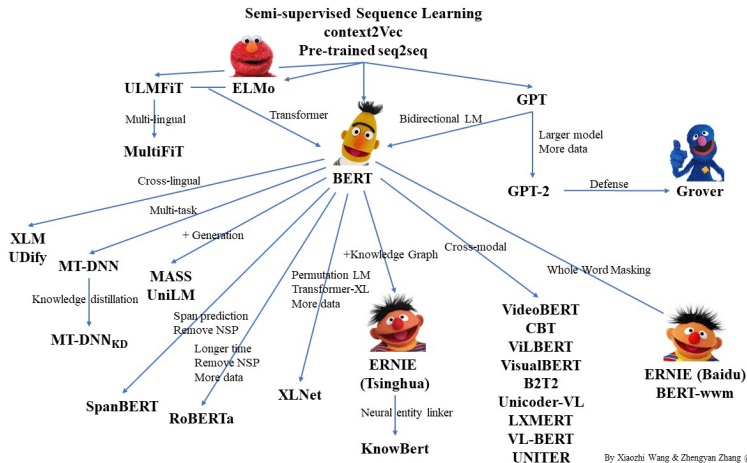 Semi-supervised Sequence Learning
context2Vec
Pre-trained seq2seq
ULMFiT
ELMo
GPT
Multi-lingual
Transformer
Bidirectional LM
Larger model
More data
MultiFiT
BERT
GPT-2
Defense
Grover
Cross-lingual
Multi-task
+ Generation
+Knowledge Graph
Cross-modal
Whole Word Masking
XLM
UDify
MT-DNN
MASS
UniLM
Permutation LM
Transformer-XL
More data
Knowledge distillation
Span prediction
Remove NSP
MT-DNNKD
Longer time
Remove NSP
More data
VideoBERT
CBT
ViLBERT
VisualBERT
B2T2
Unicoder-VL
LXMERT
VL-BERT
UNITER
ERNIE
(Tsinghua)
ERNIE (Baidu)
BERT-wwm
SpanBERT
RoBERTa
XLNet
Neural entity linker
KnowBert
By Xiaozhi Wang & Zhengyan Zhang @